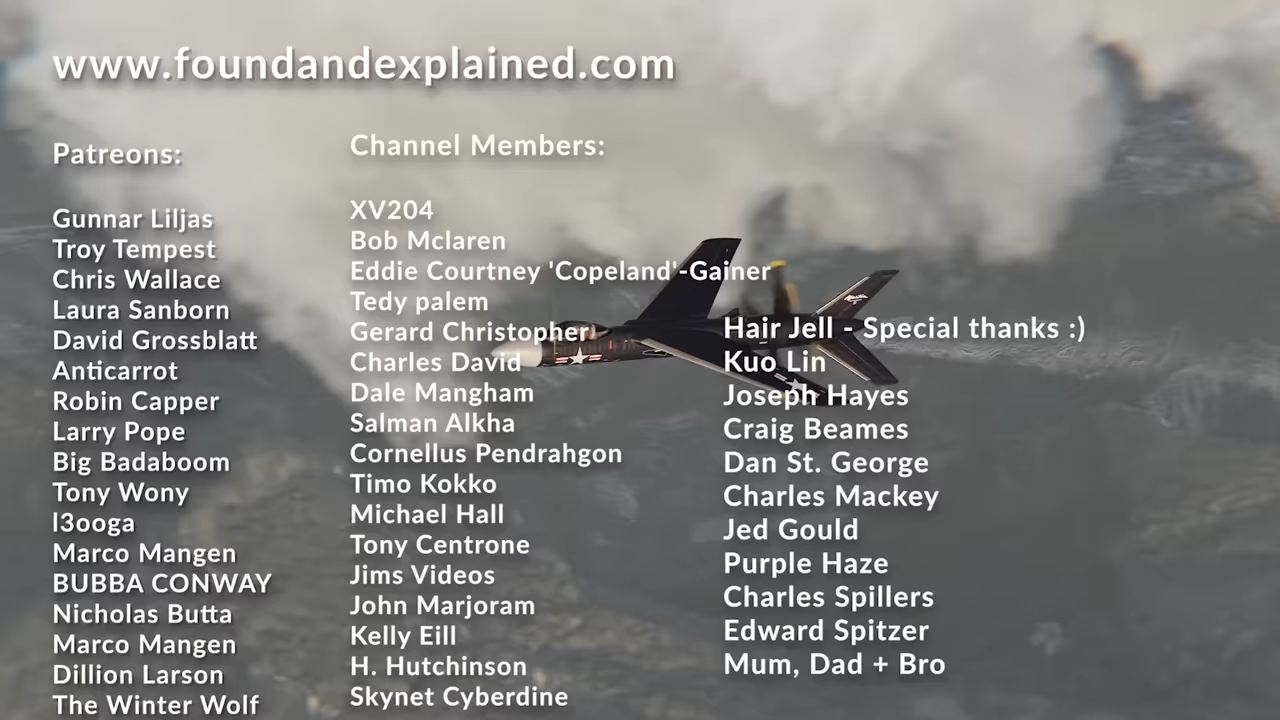 www.foundandexplained.com
Patreons:
Gunnar Liljas
Troy Tempest
Chris Wallace
Laura Sanborn
David Grossblatt
Anticarrot
Robin Capper
Larry Pope
Big Badaboom
Tony Wony
l3ooga
Marco Mangen
BUBBA CONWAY
Nicholas Butta
Marco Mangen
Dillion Larson
The Winter Wolf
Channel Members:
XV204
Bob Mclaren
Eddie Courtney 'Copeland'-Gainer
Tedy palem
Gerard Christopher
Charles David
Dale Mangham
Salman Alkha
Cornellus Pendrahgon
Timo Kokko
Michael Hall
Tony Centrone
Jims Videos
John Marjoram
Kelly Eill
H. Hutchinson
Skynet Cyberdine
Hair Jell - Special thanks :)
Kuo Lin
Joseph Hayes
Craig Beames
Dan St. George
Charles Mackey
Jed Gould
Purple Haze
Charles Spillers
Edward Spitzer
Mum, Dad + Bro